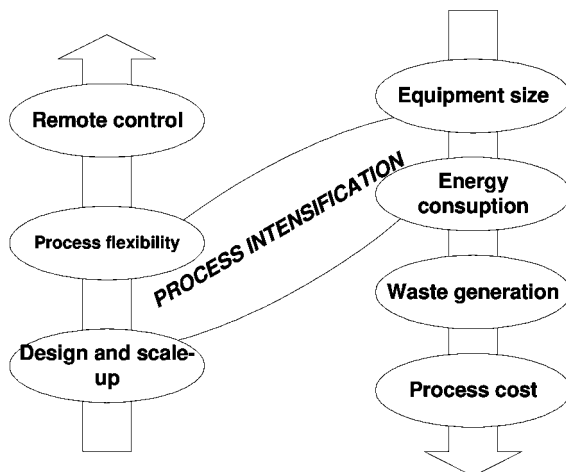 Remote control
Process flexibility
Design and scale-
up
PROCESS INTENSIFICATION
Equipment size
Energy
consuption
Waste generation
Process cost